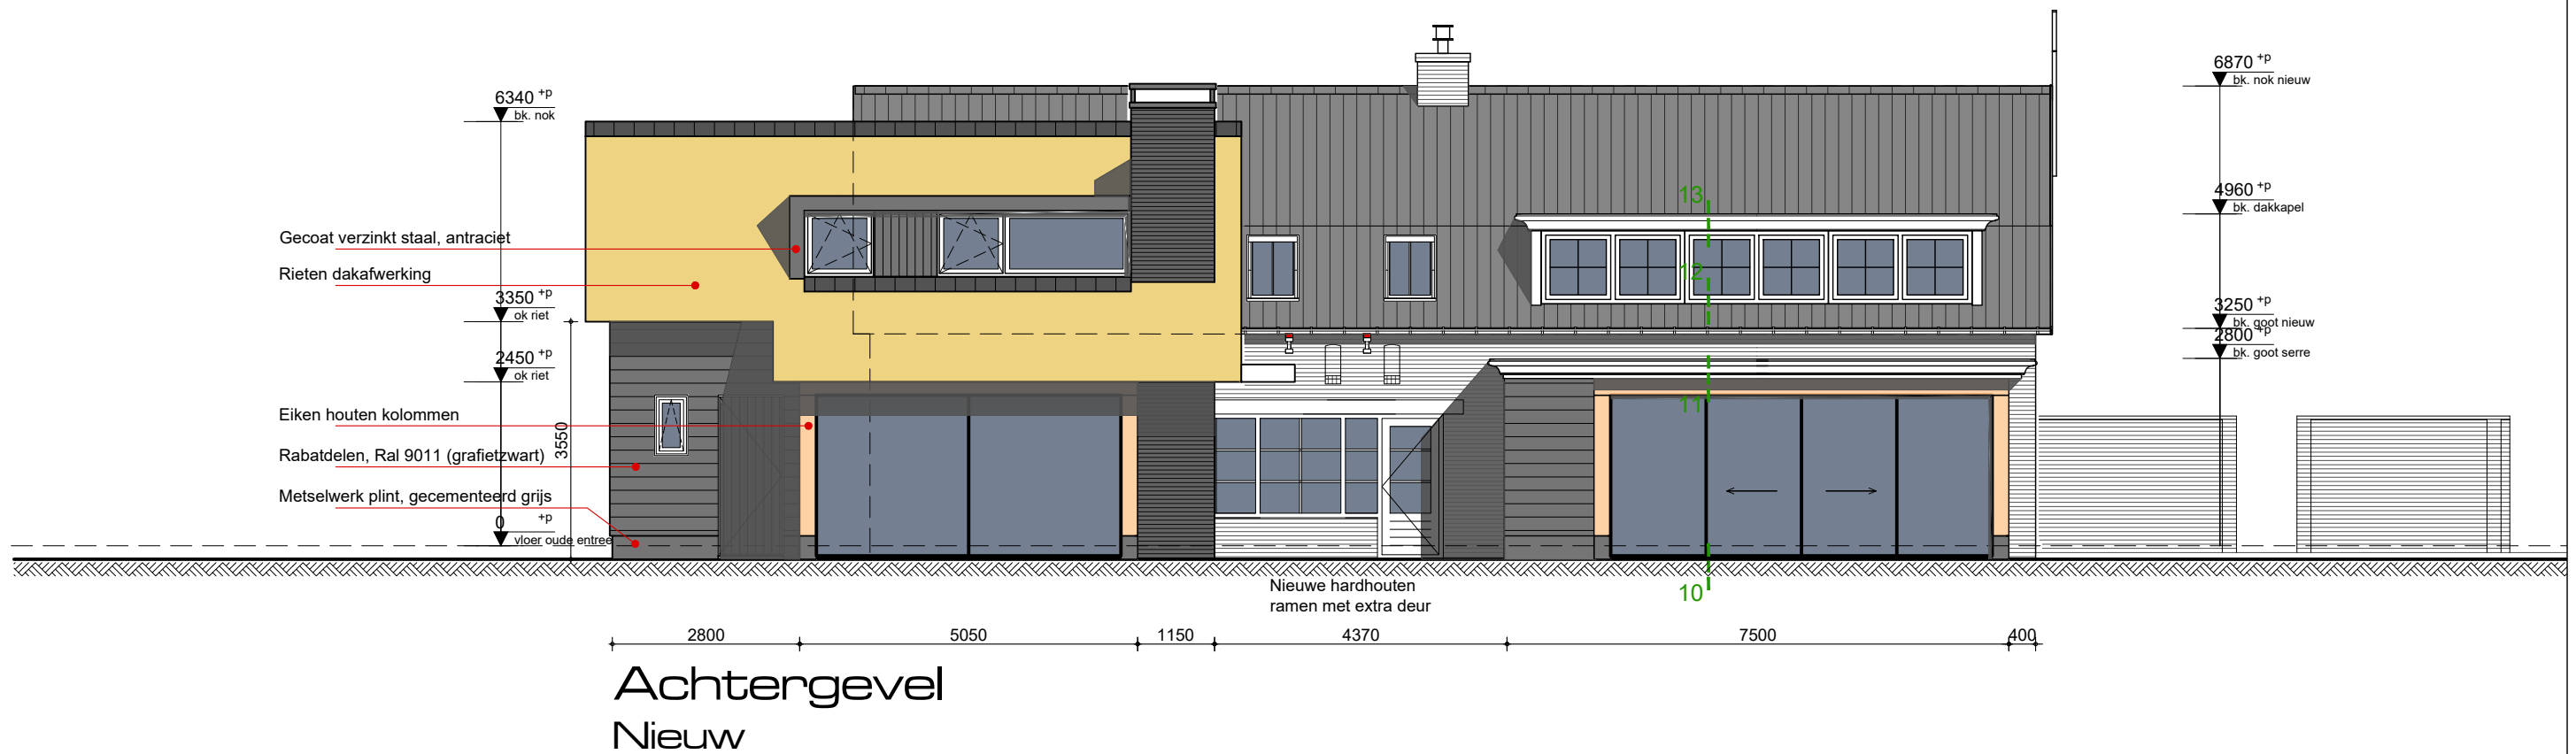 6340 +p
bk. nok
Gecoat verzinkt staal, antraciet
Rieten dakafwerking
3350 +p
ok riet
2450 +p
ok riet
Eiken houten kolommen
3550
Rabatdelen, Ral 9011 (grafietzwart)
Metselwerk plint, gecementeerd grijs
0 +p
vloer oude entree
13
12
11
10
6870 +p
bk. nok nieuw
4960 +p
bk. dakkapel
3250 +p
bk. goot nieuw
2800 +p
bk. goot serre
Nieuwe hardhouten
ramen met extra deur
2800 5050 1150 4370 7500 400
Achtergevel
Nieuw